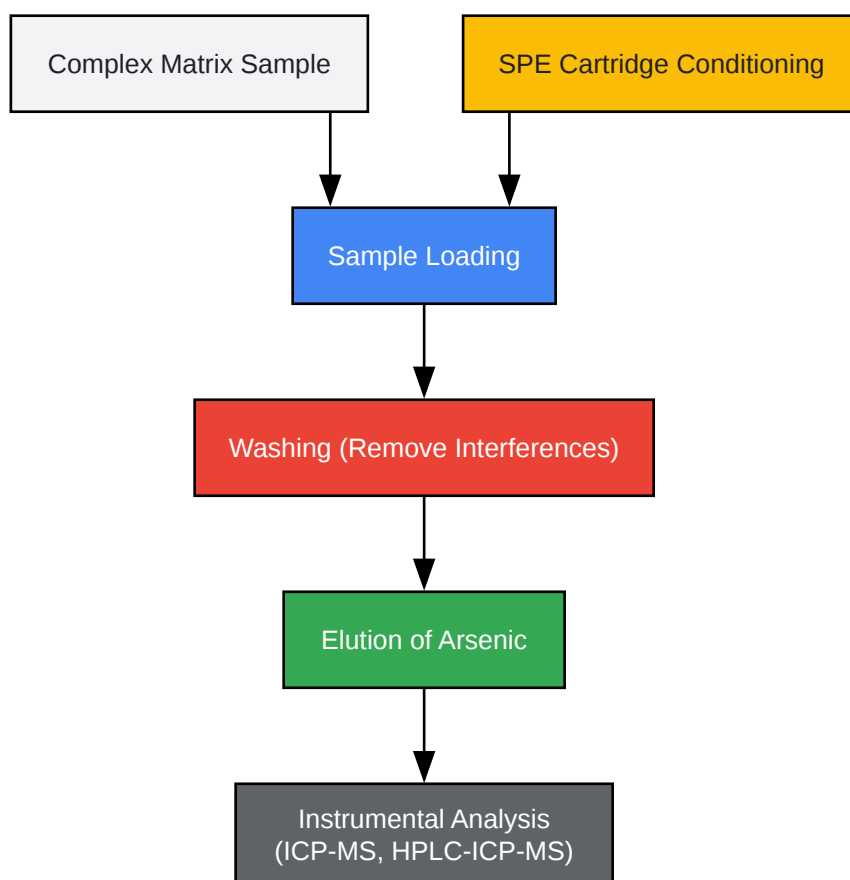 Complex Matrix Sample
SPE Cartridge Conditioning
Sample Loading
Washing (Remove Interferences)
Elution of Arsenic
Instrumental Analysis
(ICP-MS, HPLC-ICP-MS)